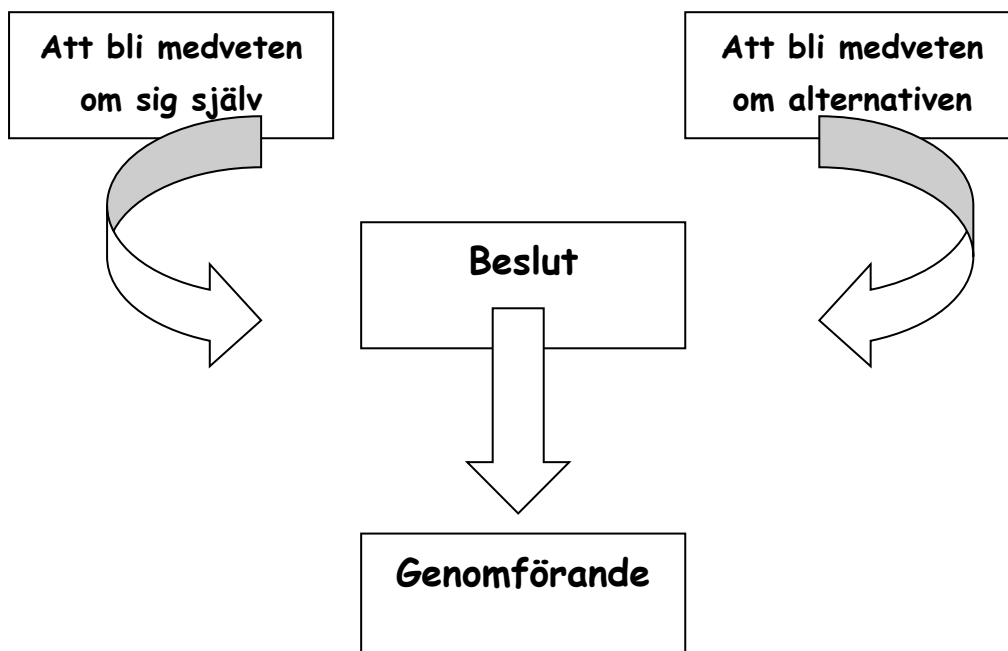 Att bli medveten
om sig själv
Att bli medveten
om alternativen
Beslut
Genomförande